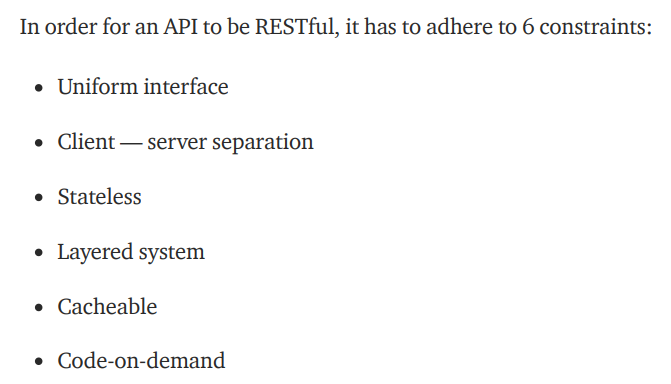 In order for an API to be RESTful, it has to adhere to 6 constraints:
• Uniform interface
• Client — server separation
• Stateless
• Layered system
• Cacheable
• Code-on-demand